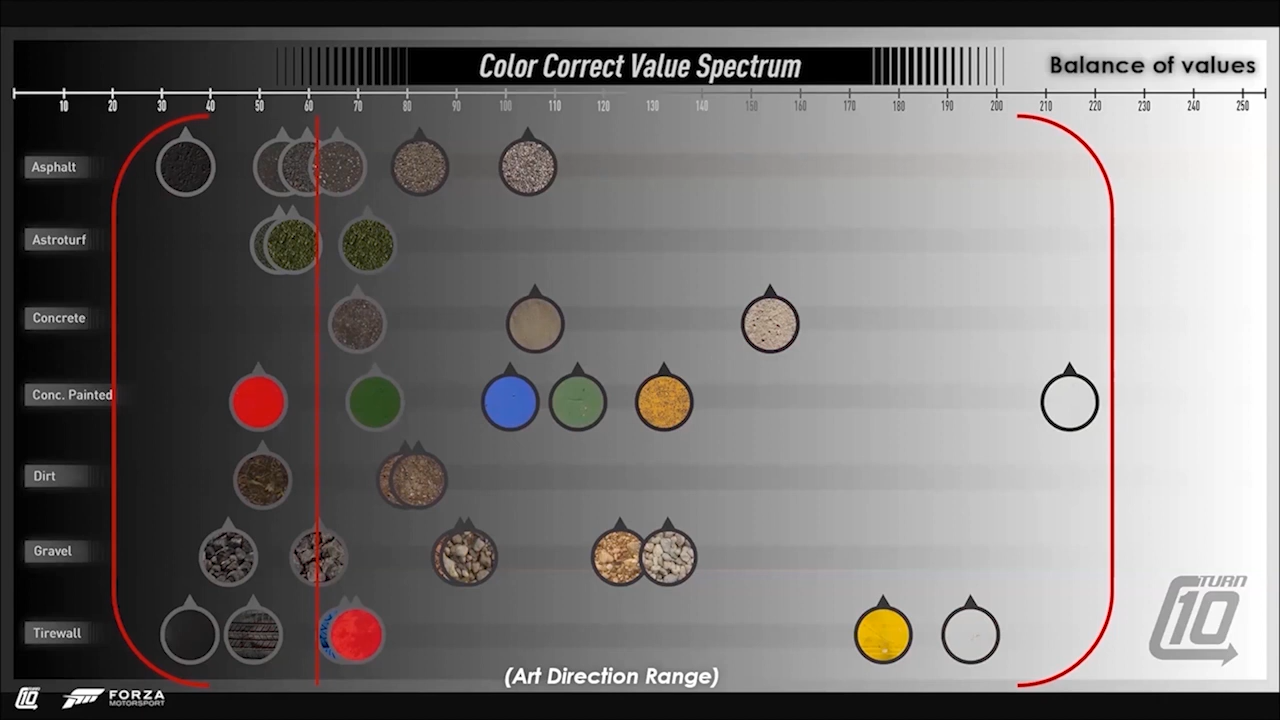 Color Correct Value Spectrum
Balance of values
10 20 30 40 50 60 70 80 90 100 110 120 130 140 150 160 170 180 190 200 210 220 230 240 250
Asphalt
Astroturf
Concrete
Conc. Painted
Dirt
Gravel
Tirewall
TURN
10
(Art Direction Range)
10
FORZA
MOTORSPORT